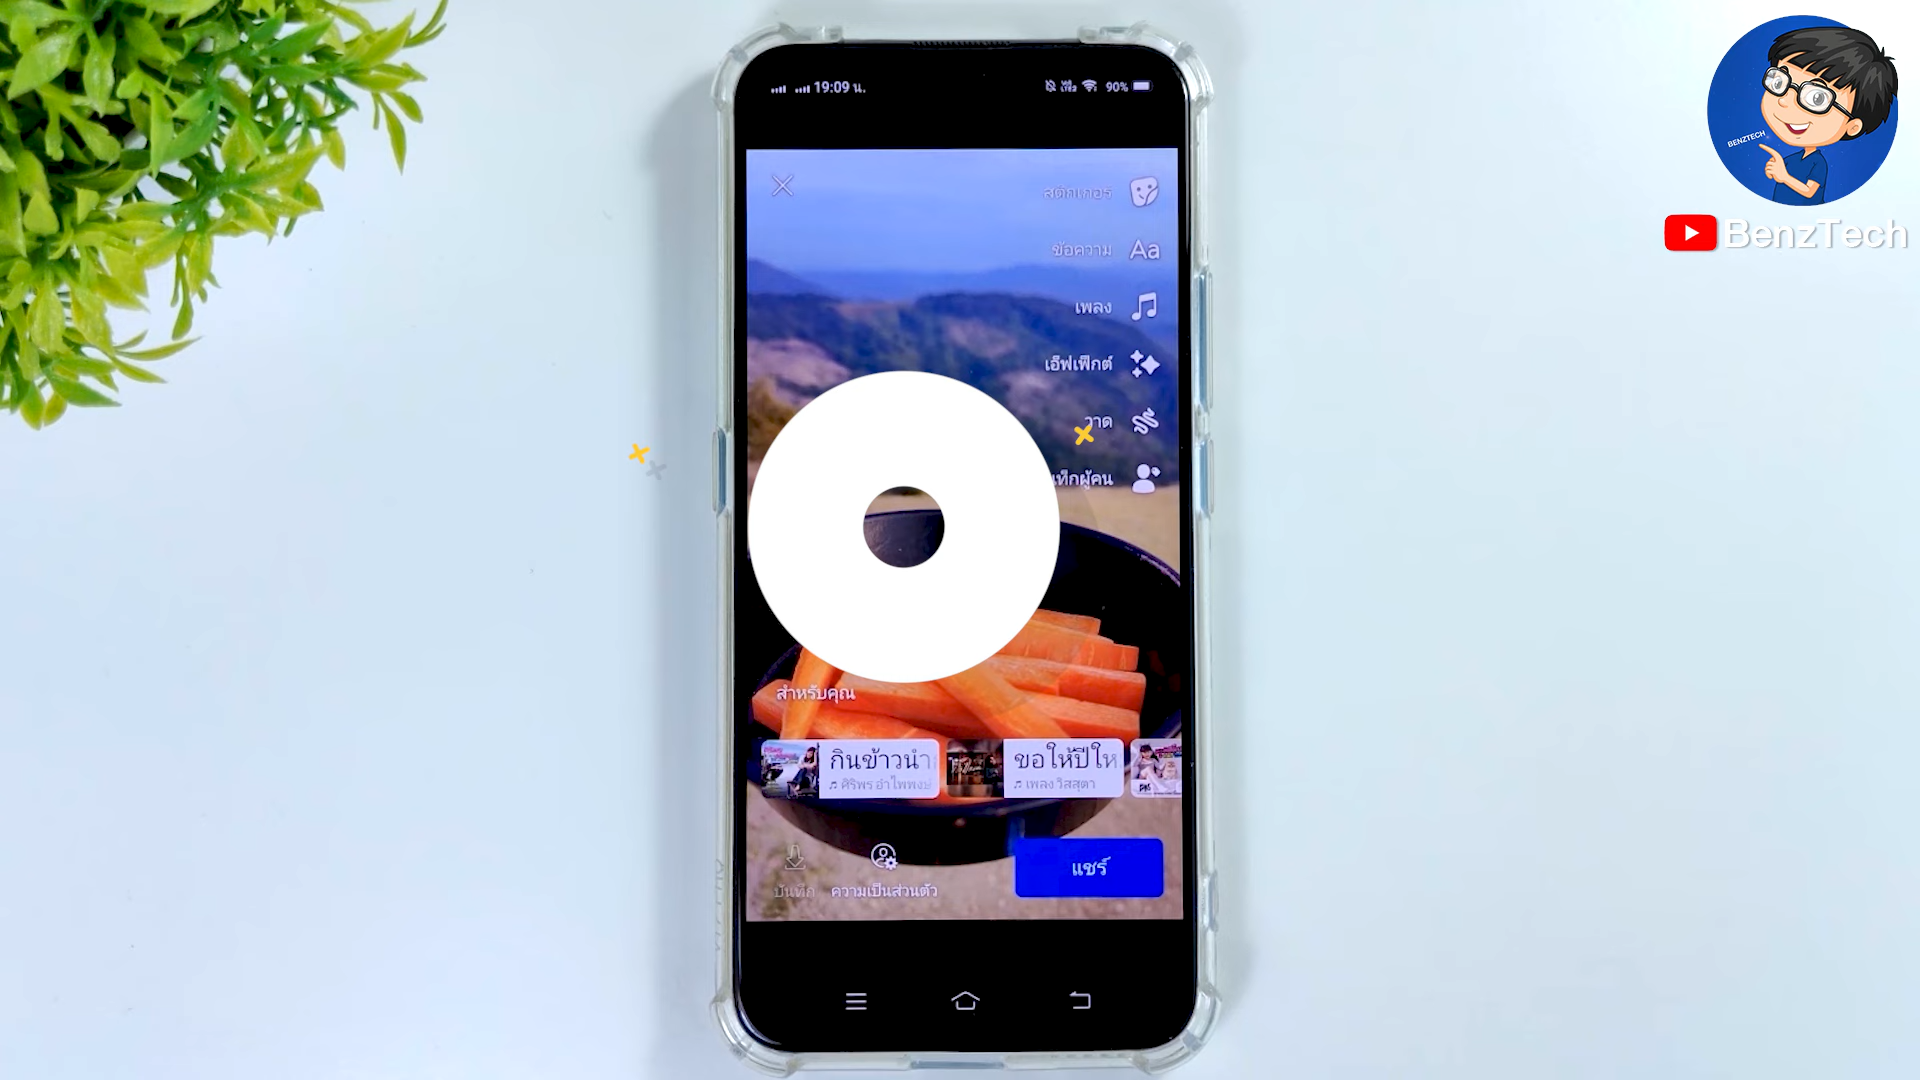 19:09 น.
90%
BENZTECH
BenzTech
สติกเกอร์
ข้อความ
Aa
เพลง
เอ็ฟเฟ็กต์
วาด
แท็กผู้คน
สำหรับคุณ
กินข้าวนำ
ศิริพร อำไพพงษ์
ขอให้ปีให
เพลง วิสสุตา
บันทึก
ความเป็นส่วนตัว
แชร์